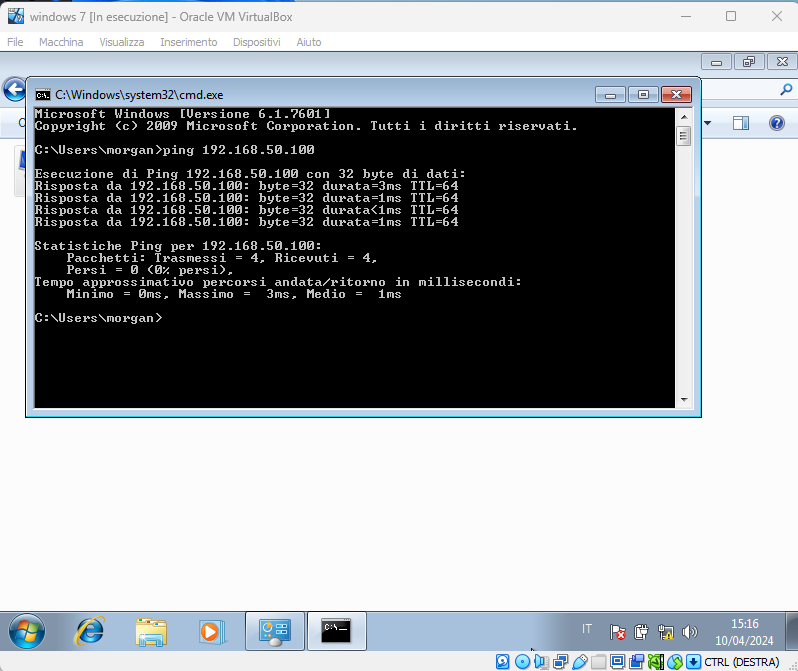 windows 7 [In esecuzione] - Oracle VM VirtualBox
File Macchina Visualizza Inserimento Dispositivi Aiuto
C:\Windows\system32\cmd.exe
Microsoft Windows [Versione 6.1.7601]
Copyright (c) 2009 Microsoft Corporation. Tutti i diritti riservati.
C:\Users\morgan>ping 192.168.50.100
Esecuzione di Ping 192.168.50.100 con 32 byte di dati:
Risposta da 192.168.50.100: byte=32 durata=3ms TTL=64
Risposta da 192.168.50.100: byte=32 durata=1ms TTL=64
Risposta da 192.168.50.100: byte=32 durata<1ms TTL=64
Risposta da 192.168.50.100: byte=32 durata=1ms TTL=64
Statistiche Ping per 192.168.50.100:
    Pacchetti: Trasmessi = 4, Ricevuti = 4,
    Persi = 0 (0% persi),
Tempo approssimativo percorsi andata/ritorno in millisecondi:
    Minimo = 0ms, Massimo =  3ms, Medio =  1ms
C:\Users\morgan>
IT
15:16
10/04/2024
CTRL (DESTRA)